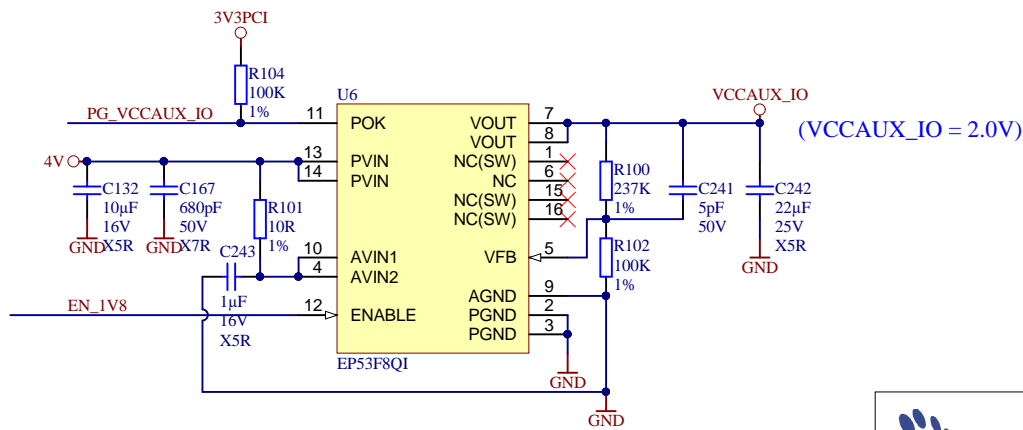 3V3PCI
R104
100K
1%
PG_VCCAUX_IO
U6
11
POK
VOUT
7
VOUT
8
VCCAUX_IO
(VCCAUX_IO = 2.0V)
4V
13
PVIN
14
PVIN
NC(SW)
1
NC
6
NC(SW)
15
NC(SW)
16
C132
10µF
16V
X5R
GND
C167
680pF
50V
X7R
GND
R101
10R
1%
R100
237K
1%
C241
5pF
50V
C242
22µF
25V
X5R
GND
C243
1µF
16V
X5R
10
AVIN1
4
AVIN2
VFB
5
R102
100K
1%
AGND
9
EN_1V8
12
ENABLE
PGND
2
PGND
3
EP53F8QI
GND
GND